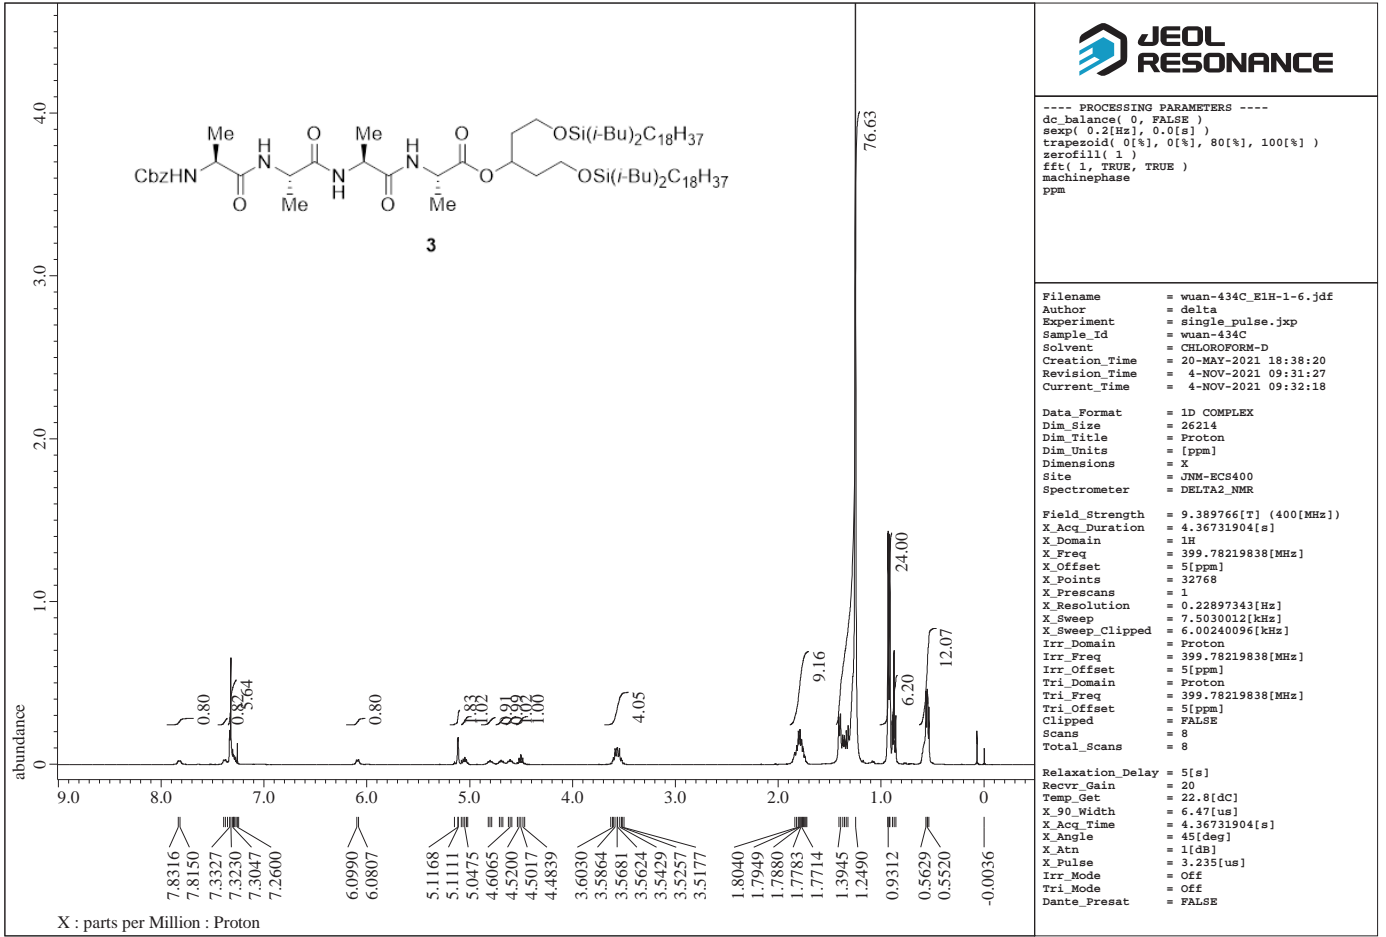 JEOL
RESONANCE
---- PROCESSING PARAMETERS ----
dc_balance( 0, FALSE )
sexp( 0.2[Hz], 0.0[s] )
trapezoid( 0[%], 0[%], 80[%], 100[%] )
zerofill( 1 )
fft( 1, TRUE, TRUE )
machinephase
ppm
Filename = wuan-434C_E1H-1-6.jdf
Author = delta
Experiment = single_pulse.jxp
Sample_Id = wuan-434C
Solvent = CHLOROFORM-D
Creation_Time = 20-MAY-2021 18:38:20
Revision_Time = 4-NOV-2021 09:31:27
Current_Time = 4-NOV-2021 09:32:18
Data_Format = 1D COMPLEX
Dim_Size = 26214
Dim_Title = Proton
Dim_Units = [ppm]
Dimensions = X
Site = JNM-ECS400
Spectrometer = DELTA2_NMR
Field_Strength = 9.389766[T] (400[MHz])
X_Acq_Duration = 4.36731904[s]
X_Domain = 1H
X_Freq = 399.78219838[MHz]
X_Offset = 5[ppm]
X_Points = 32768
X_Prescans = 1
X_Resolution = 0.22897343[Hz]
X_Sweep = 7.5030012[kHz]
X_Sweep_Clipped = 6.00240096[kHz]
Irr_Domain = Proton
Irr_Freq = 399.78219838[MHz]
Irr_Offset = 5[ppm]
Tri_Domain = Proton
Tri_Freq = 399.78219838[MHz]
Tri_Offset = 5[ppm]
Clipped = FALSE
Scans = 8
Total_Scans = 8
Relaxation_Delay = 5[s]
Recvr_Gain = 20
Temp_Get = 22.8[dC]
X_90_Width = 6.47[us]
X_Acq_Time = 4.36731904[s]
X_Angle = 45[deg]
X_Atn = 1[dB]
X_Pulse = 3.235[us]
Irr_Mode = Off
Tri_Mode = Off
Dante_Presat = FALSE
abundance
4.0
3.0
2.0
1.0
0
CbzHN
Me
O
H
N
Me
O
N
H
Me
O
H
N
Me
O
O
OSi(i-Bu)2C18H37
OSi(i-Bu)2C18H37
3
0.80
0.82
5.64
0.80
1.83
1.02
0.91
0.99
1.02
1.00
4.05
9.16
76.63
24.00
6.20
12.07
9.0 8.0 7.0 6.0 5.0 4.0 3.0 2.0 1.0 0
7.8316
7.8150
7.3327
7.3230
7.3047
7.2600
6.0990
6.0807
5.1168
5.1111
5.0475
4.6065
4.5200
4.5017
4.4839
3.6030
3.5864
3.5681
3.5624
3.5429
3.5257
3.5177
1.8040
1.7949
1.7880
1.7783
1.7714
1.3945
1.2490
0.9312
0.5629
0.5520
-0.0036
X : parts per Million : Proton